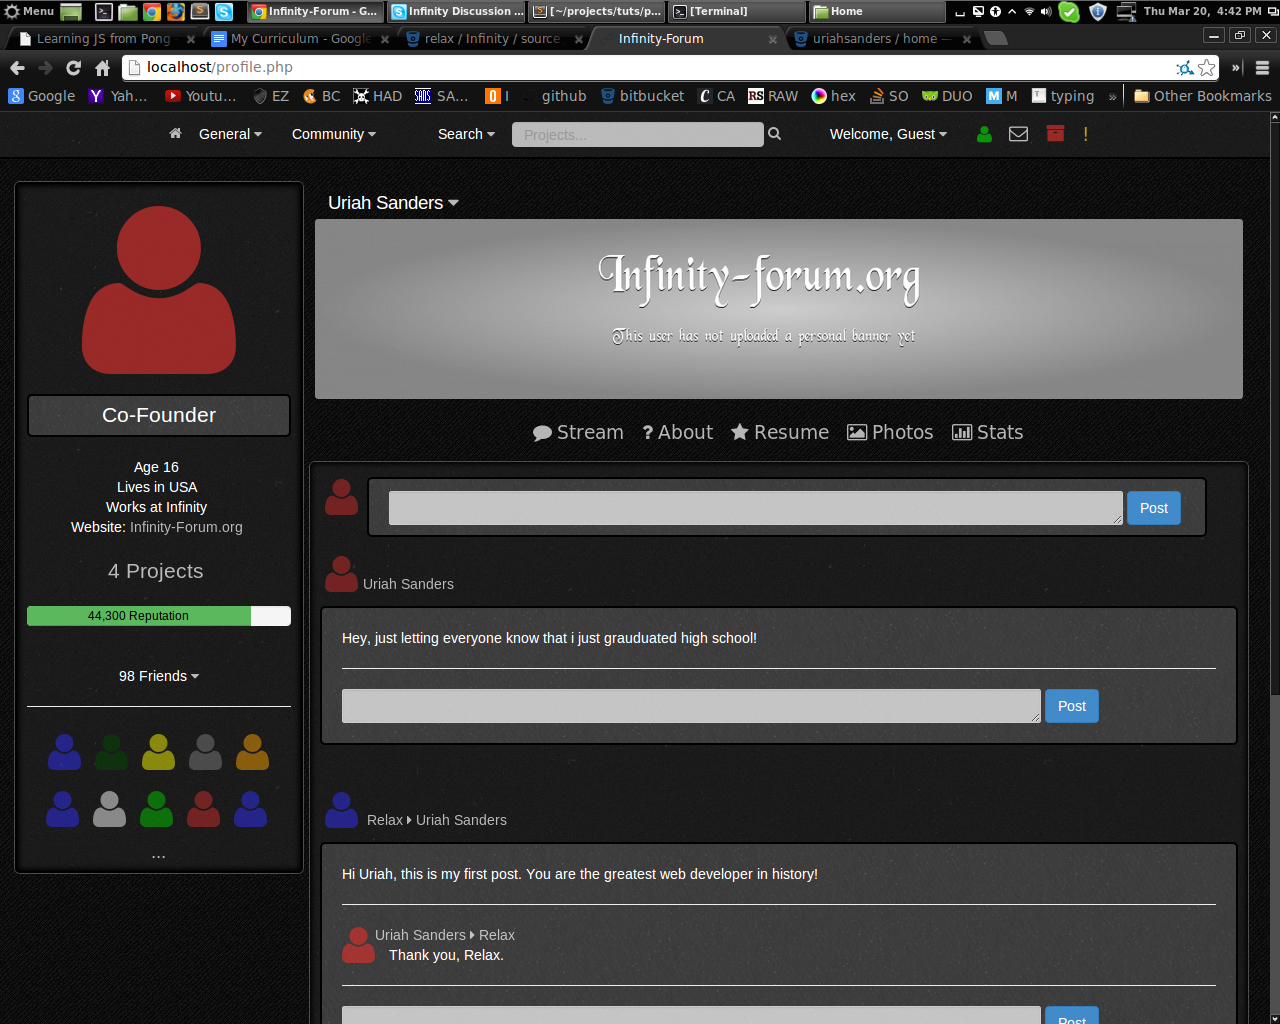 Menu
Infinity-Forum - G...
Infinity Discussion ...
[~/projects/tuts/p...
[Terminal]
Home
Thu Mar 20, 4:42 PM
Learning JS from Pong
My Curriculum - Google
relax / Infinity / source
Infinity-Forum
uriahsanders / home —
localhost/profile.php
Google
Yah...
Youtu...
EZ
BC
HAD
SA...
I
github
bitbucket
CA
RAW
hex
SO
DUO
M
typing
»
Other Bookmarks
General
Community
Search
Projects...
Welcome, Guest
!
Uriah Sanders
Infinity-forum.org
This user has not uploaded a personal banner yet
Co-Founder
Age 16
Lives in USA
Works at Infinity
Website: Infinity-Forum.org
4 Projects
44,300 Reputation
98 Friends
...
Stream
? About
Resume
Photos
Stats
Post
Uriah Sanders
Hey, just letting everyone know that i just grauduated high school!
Post
Relax Uriah Sanders
Hi Uriah, this is my first post. You are the greatest web developer in history!
Uriah Sanders Relax
Thank you, Relax.
Post